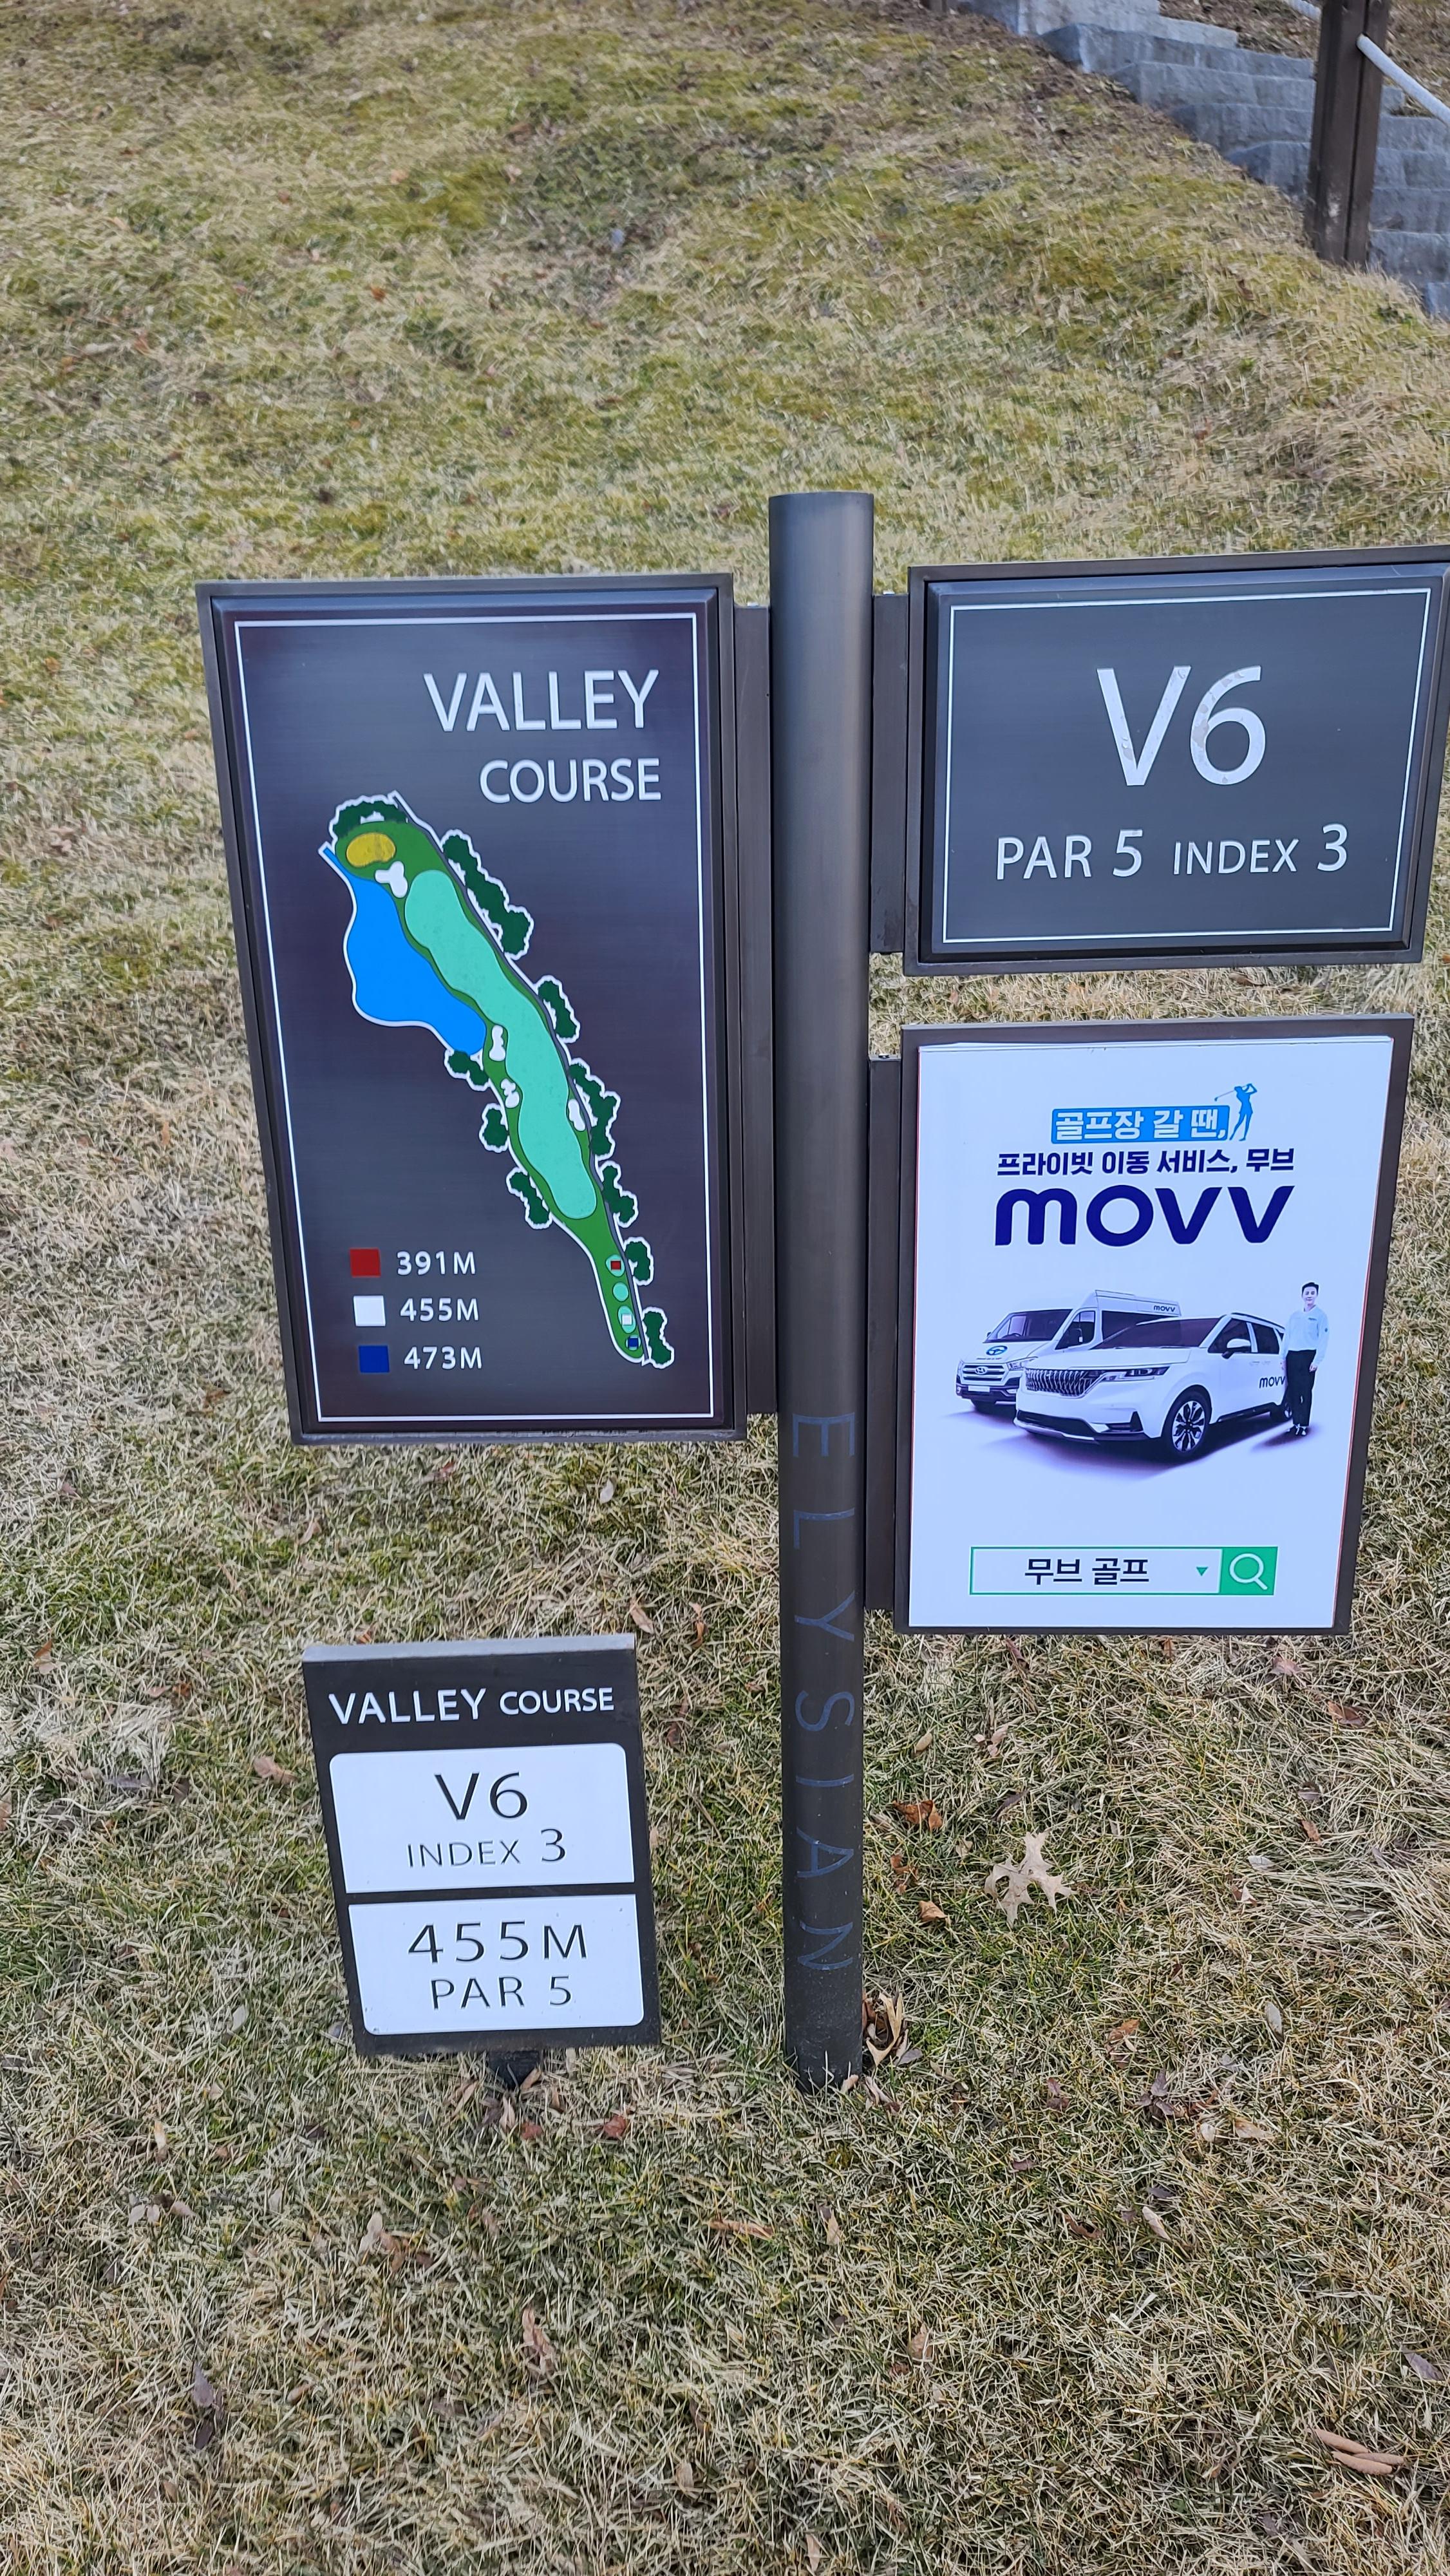 VALLEY
COURSE
391M
455M
473M
V6
PAR 5 INDEX 3
골프장 갈 땐,
프라이빗 이동 서비스, 무브
movv
movv
movv
무브 골프
ELYSIAN
VALLEY COURSE
V6
INDEX 3
455M
PAR 5